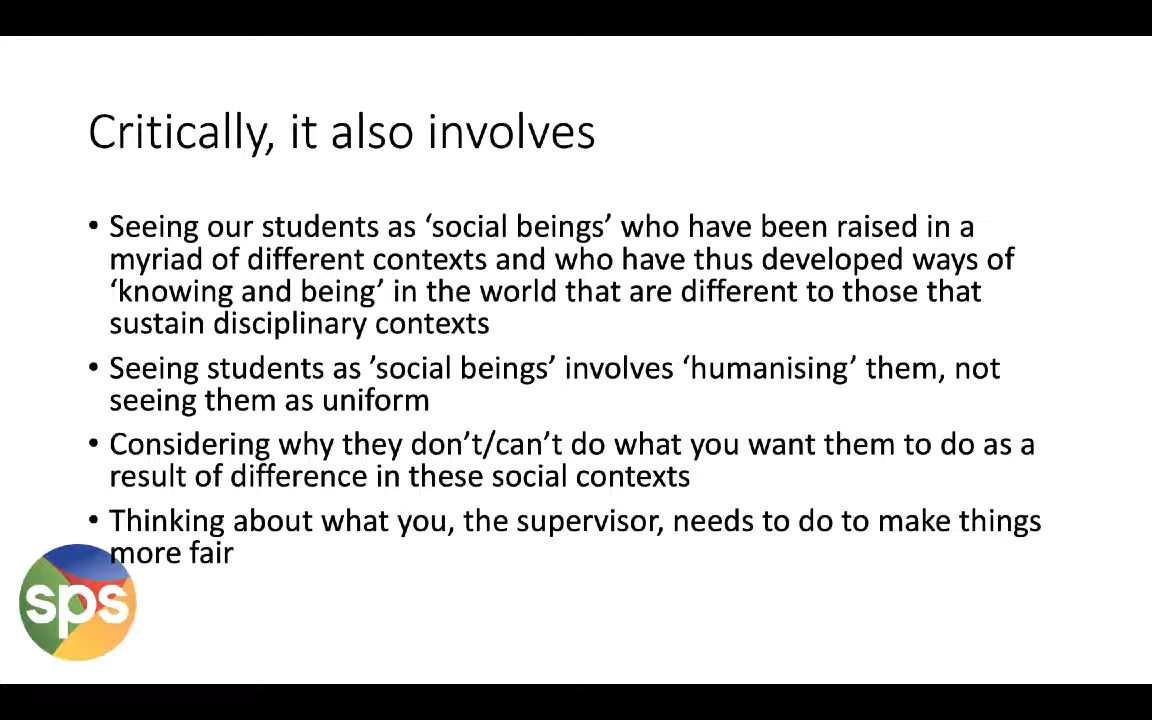 Critically, it also involves
• Seeing our students as ‘social beings’ who have been raised in a
myriad of different contexts and who have thus developed ways of
‘knowing and being’ in the world that are different to those that
sustain disciplinary contexts
• Seeing students as ’social beings’ involves ‘humanising’ them, not
seeing them as uniform
• Considering why they don’t/can’t do what you want them to do as a
result of difference in these social contexts
• Thinking about what you, the supervisor, needs to do to make things
more fair
sps